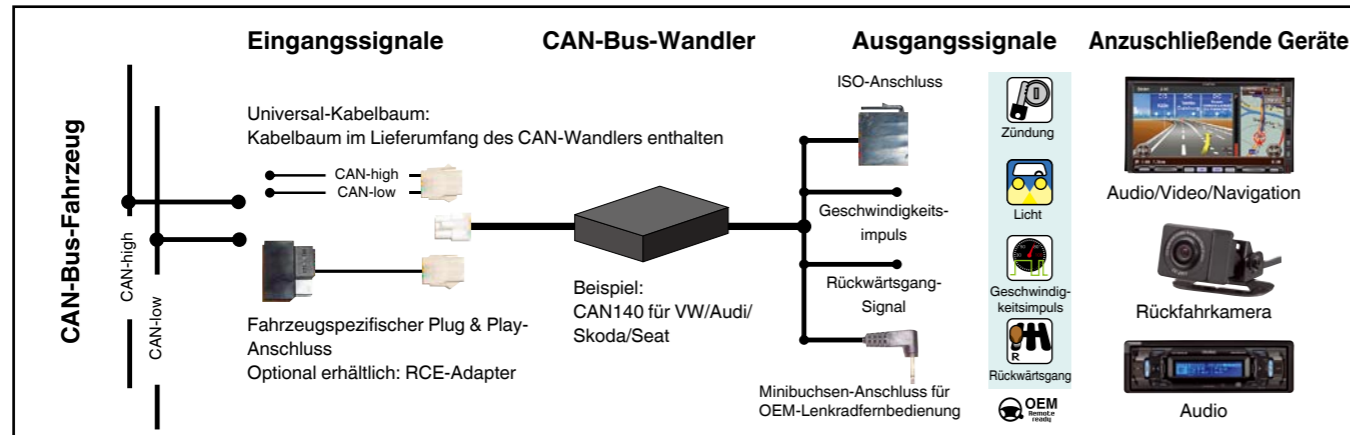 Eingangssignale
CAN-Bus-Wandler
Ausgangssignale
Anzuschließende Geräte
CAN-Bus-Fahrzeug
CAN-high
CAN-low
Universal-Kabelbaum:
Kabelbaum im Lieferumfang des CAN-Wandlers enthalten
CAN-high
CAN-low
Fahrzeugspezifischer Plug & Play-
Anschluss
Optional erhältlich: RCE-Adapter
Beispiel:
CAN140 für VW/Audi/
Skoda/Seat
ISO-Anschluss
Geschwindigkeits-
impuls
Rückwärtsgang-
Signal
Minibuchsen-Anschluss für
OEM-Lenkradfernbedienung
Zündung
Licht
Geschwindig-
keitsimpuls
R
Rückwärtsgang
OEM
Remote
ready
Audio/Video/Navigation
Rückfahrkamera
Audio